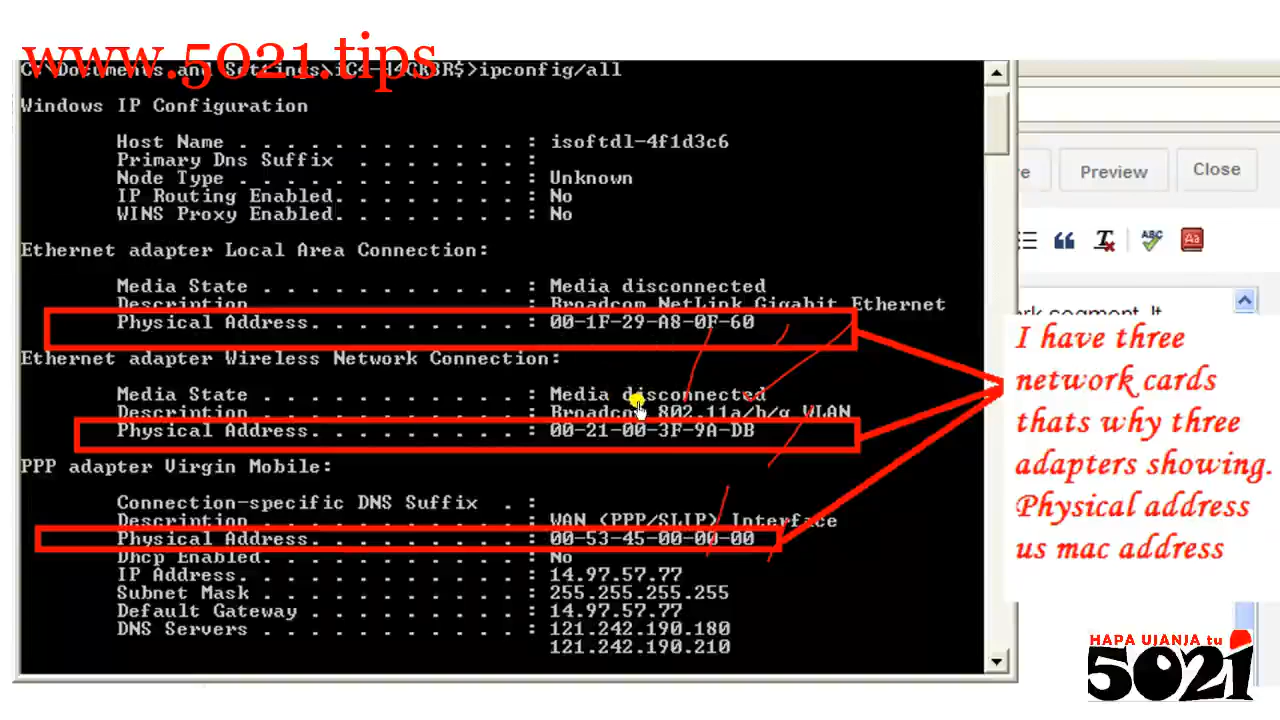 www.5021.tips
C:\Documents and Settings\iC4-H4CK3R$>ipconfig/all
Windows IP Configuration
Host Name . . . . . . . . . . . . : isoftdl-4f1d3c6
Primary Dns Suffix . . . . . . . :
Node Type . . . . . . . . . . . . : Unknown
IP Routing Enabled. . . . . . . . : No
WINS Proxy Enabled. . . . . . . . : No
Ethernet adapter Local Area Connection:
Media State . . . . . . . . . . . : Media disconnected
Description . . . . . . . . . . . : Broadcom NetLink Gigabit Ethernet
Physical Address. . . . . . . . . : 00-1F-29-A8-0F-60
Ethernet adapter Wireless Network Connection:
Media State . . . . . . . . . . . : Media disconnected
Description . . . . . . . . . . . : Broadcom 802.11a/b/g WLAN
Physical Address. . . . . . . . . : 00-21-00-3F-9A-DB
PPP adapter Virgin Mobile:
Connection-specific DNS Suffix . :
Description . . . . . . . . . . . : WAN (PPP/SLIP) Interface
Physical Address. . . . . . . . . : 00-53-45-00-00-00
Dhcp Enabled. . . . . . . . . . . : No
IP Address. . . . . . . . . . . . : 14.97.57.77
Subnet Mask . . . . . . . . . . . : 255.255.255.255
Default Gateway . . . . . . . . . : 14.97.57.77
DNS Servers . . . . . . . . . . . : 121.242.190.180
121.242.190.210
Preview Close
ABC Aa
segment. It
I have three
network cards
thats why three
adapters showing.
Physical address
us mac address
HAPA UJANJA tu
5021